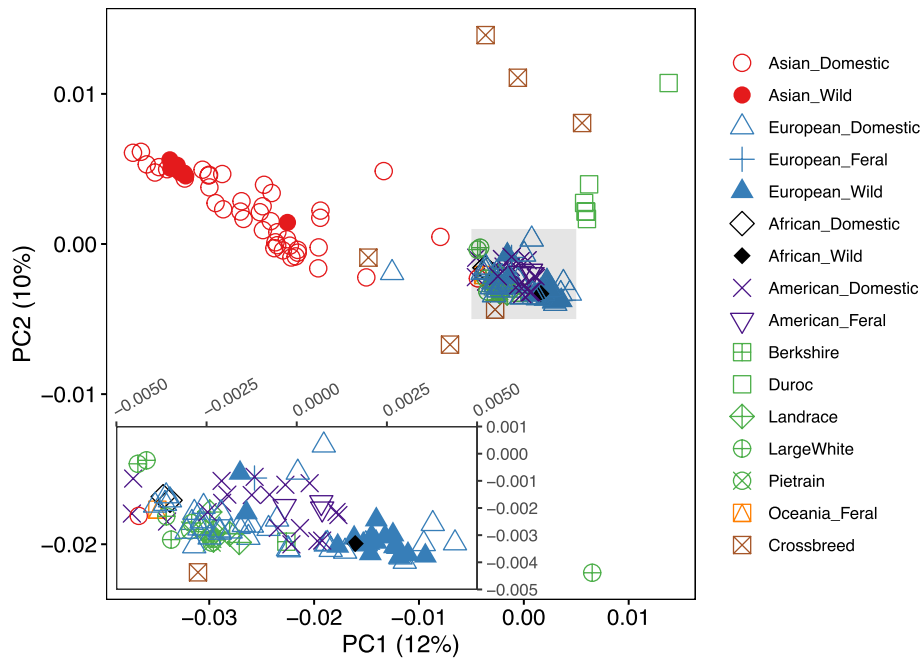 0.01
0.00
−0.01
−0.02
PC2 (10%)
−0.0050
−0.0025
0.0000
0.0025
0.0050
0.001
0.000
−0.001
−0.002
−0.003
−0.004
−0.005
−0.03
−0.02
−0.01
0.00
0.01
PC1 (12%)
Asian_Domestic
Asian_Wild
European_Domestic
European_Feral
European_Wild
African_Domestic
African_Wild
American_Domestic
American_Feral
Berkshire
Duroc
Landrace
LargeWhite
Pietrain
Oceania_Feral
Crossbreed